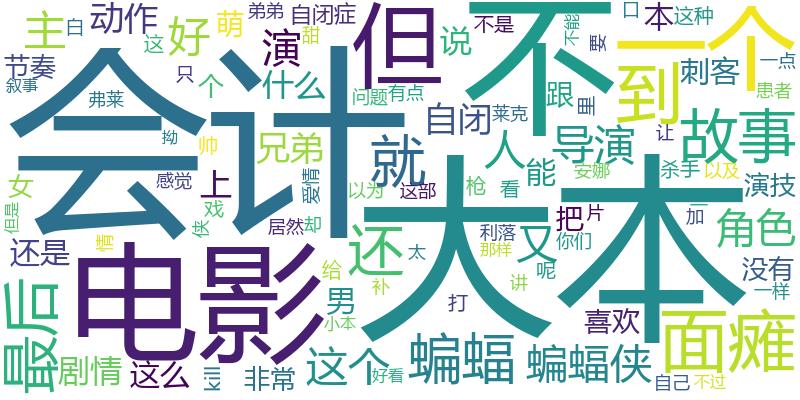 白 动作 弟弟 自闭症 甜 口 本 这种
主 这 好 萌 演 但 不是 说 不 不能 要 一个
节奏 叙事 弗莱 只 个 什么 问题 有点 跟 里 到 刺客 一点 患者
会计 兄弟 就 自闭 莱克 导演 让 故事
拗 帅 人 能 安娜 杀手 以及 演技
女 但是 感觉 上 爱情 以为 这部 枪 看 大本
侠 戏 居然 却 还 太 利落 那样 又 把 片 你们 一 加 角色
还是 情 电影 给 补 讲 呢 没有 一样
最后 男 小本 打 喜欢 面瘫
剧情 这么 kill 非常 这个 好看 蝙蝠 蝙蝠侠 自己 不过